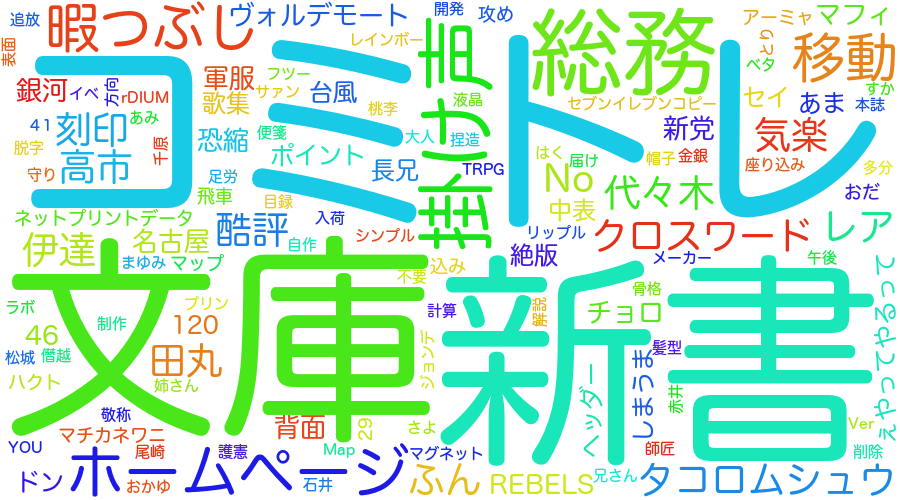 追放
暇つぶし
ヴォルデモート
開発
攻め
アーミャ
マフィ
表面
レインボー
掛け声
総務
ぐら
移動
コミトレ
銀河
イベ
方向
rDIUM
軍服
フツー
サァン
台風
ベタ
すか
41
あみ
歌集
桃李
液晶
セブンイレブンコピー
セイ
あま
本誌
刻印
脱字
千原
恐縮
便箋
大人
捏造
新党
気楽
守り
高市
ポイント
長兄
TRPG
はく
届け
帽子
金銀
座り込み
多分
足労
飛車
目録
No
代々木
おだ
ネットプリントデータ
酷評
入荷
中表
レア
伊達
名古屋
自作
シンプル
リップル
クロスワード
まゆみ
マップ
不要
込み
絶版
メーカー
午後
文庫
新書
ラボ
プリン
計算
解説
骨格
チョロ
46
制作
120
ジョンテ
髪型
しまうま
松城
僭越
田丸
ハクト
姉さん
ヘッダー
赤井
ぇやってやるって
敬称
背面
29
さよ
Ver
YOU
マチカネワニ
尾崎
護憲
Map
マグネット
師匠
削除
ドン
ホームページ
おかゆ
石井
ふん
REBELS
兄さん
タコロムシュウ